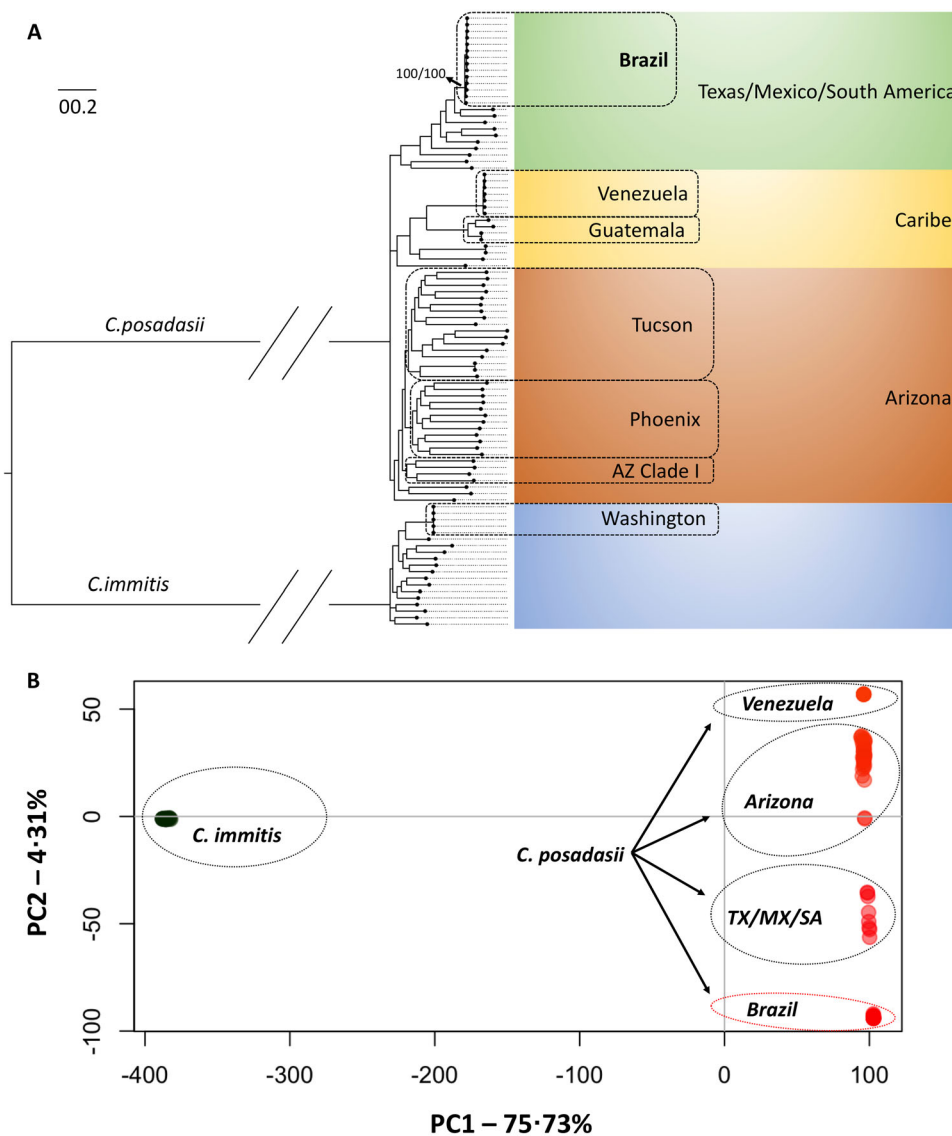 A
100/100
00.2
Brazil
Texas/Mexico/South America
Venezuela
Guatemala
Caribe
C.posadasii
Tucson
Phoenix
Arizona
AZ Clade I
Washington
C.immitis
B
PC2 – 4·31%
50
0
-50
-100
C. immitis
C. posadasii
Venezuela
Arizona
TX/MX/SA
Brazil
-400
-300
-200
-100
0
100
PC1 – 75·73%